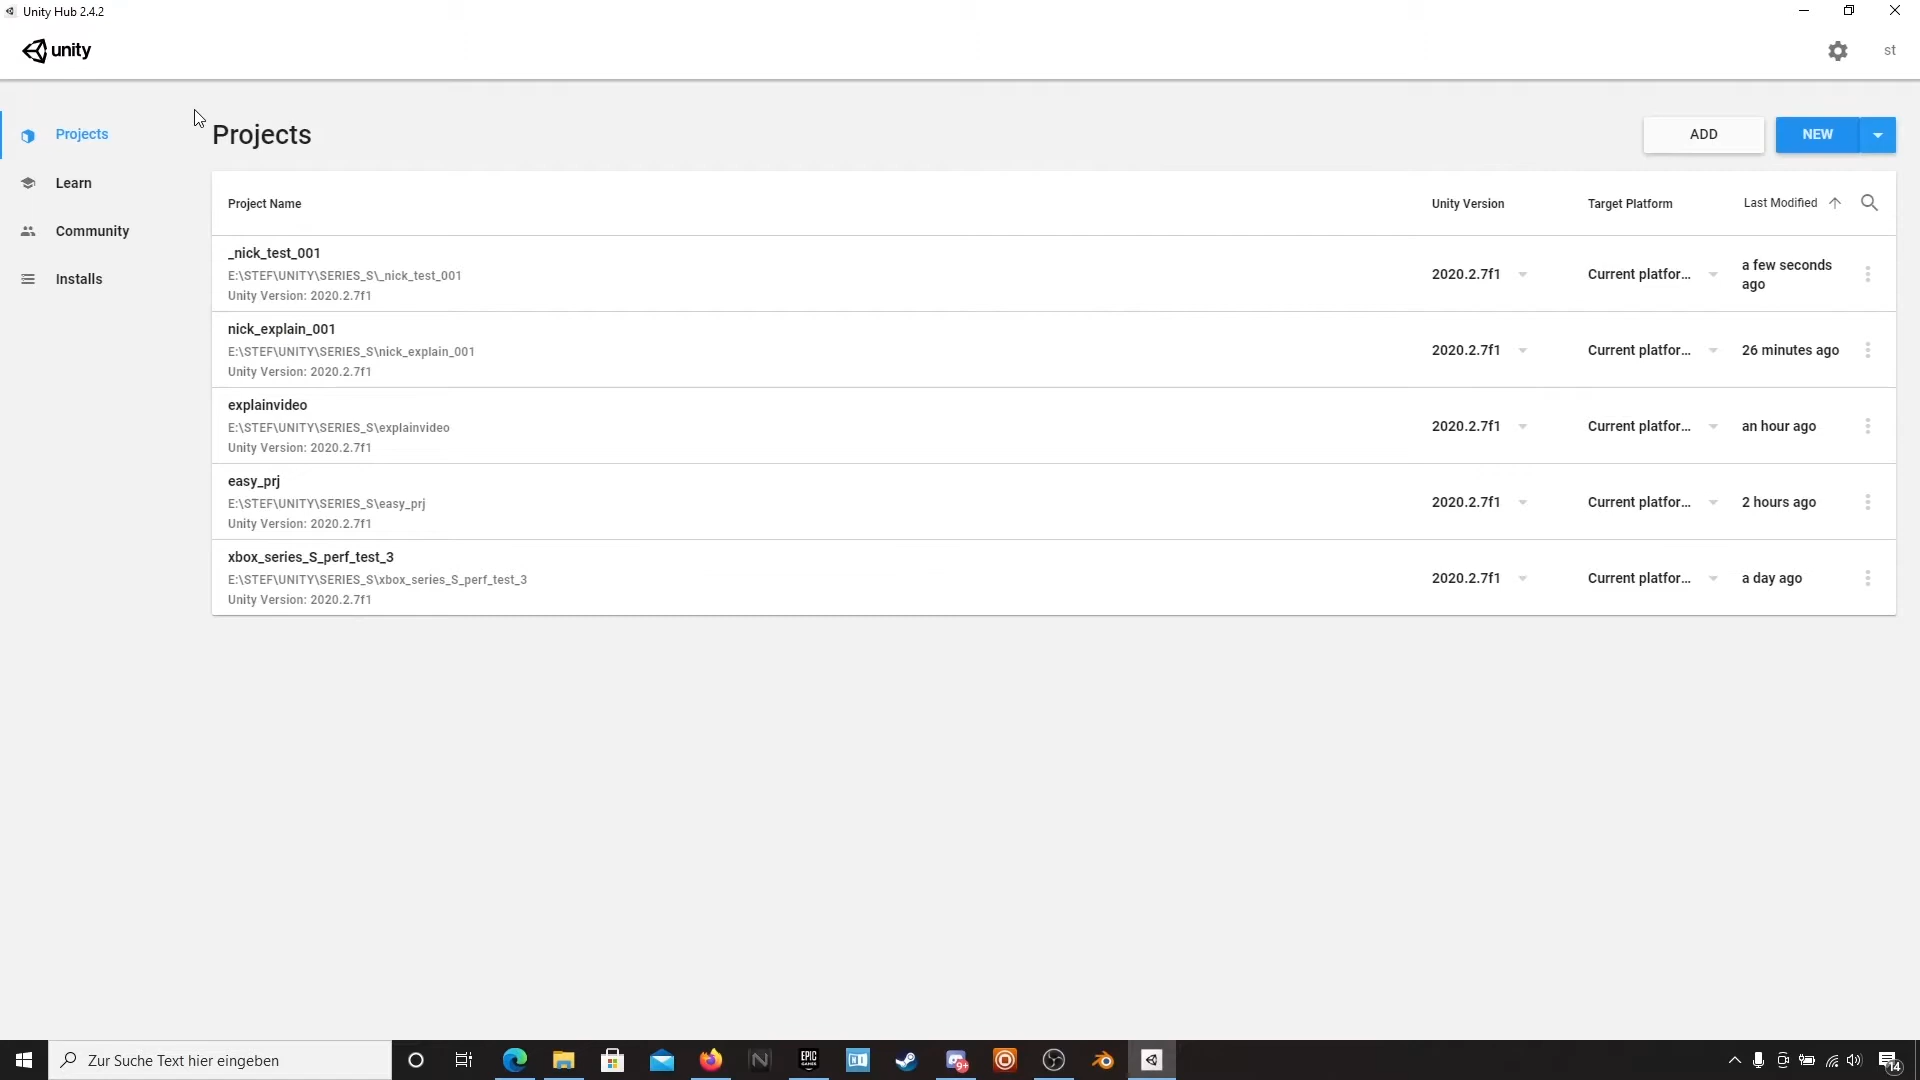 Unity Hub 2.4.2
unity
st
Projects
Learn
Community
Installs
Projects
ADD
NEW
Project Name
Unity Version
Target Platform
Last Modified
_nick_test_001
E:\STEF\UNITY\SERIES_S\_nick_test_001
Unity Version: 2020.2.7f1
2020.2.7f1
Current platfor...
a few seconds
ago
nick_explain_001
E:\STEF\UNITY\SERIES_S\nick_explain_001
Unity Version: 2020.2.7f1
2020.2.7f1
Current platfor...
26 minutes ago
explainvideo
E:\STEF\UNITY\SERIES_S\explainvideo
Unity Version: 2020.2.7f1
2020.2.7f1
Current platfor...
an hour ago
easy_prj
E:\STEF\UNITY\SERIES_S\easy_prj
Unity Version: 2020.2.7f1
2020.2.7f1
Current platfor...
2 hours ago
xbox_series_S_perf_test_3
E:\STEF\UNITY\SERIES_S\xbox_series_S_perf_test_3
Unity Version: 2020.2.7f1
2020.2.7f1
Current platfor...
a day ago
Zur Suche Text hier eingeben
EPIC
GAMES
9+
14